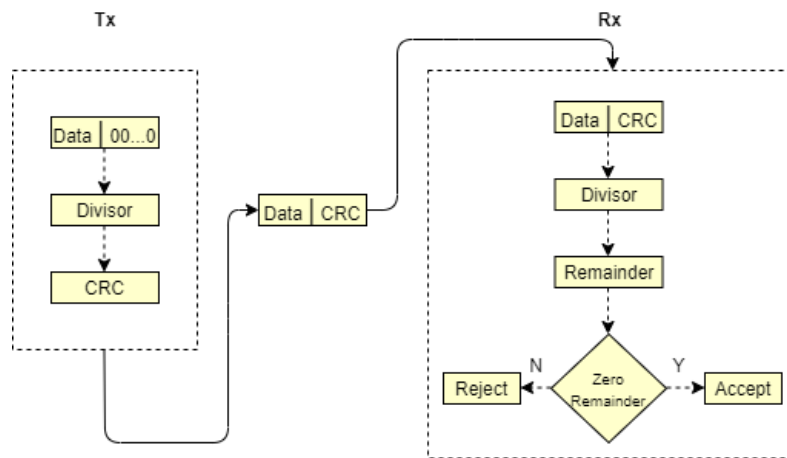 Tx
Rx
Data 00...0
Divisor
CRC
Data CRC
Data CRC
Divisor
Remainder
N
Y
Reject
Zero
Remainder
Accept